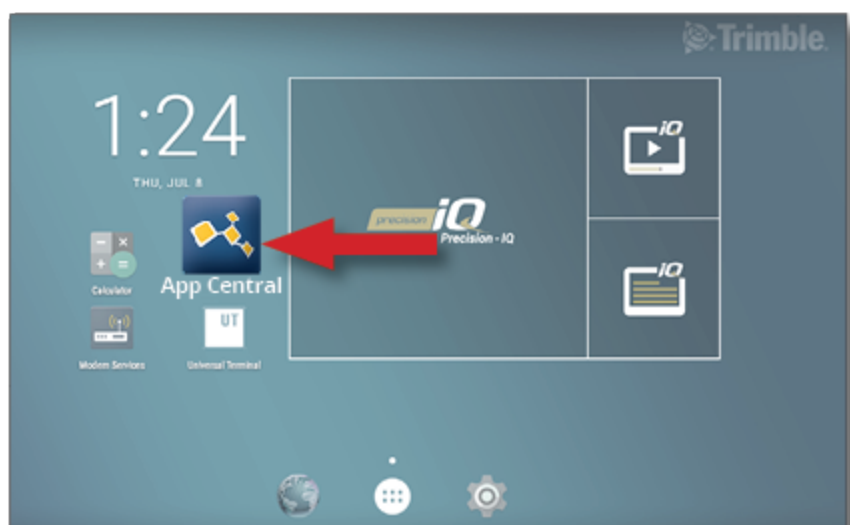 Trimble.
1:24
THU, JUL 8
precision iQ
Precision - IQ
iQ
Calculator
App Central
iQ
UT
Modem Services
Universal Terminal